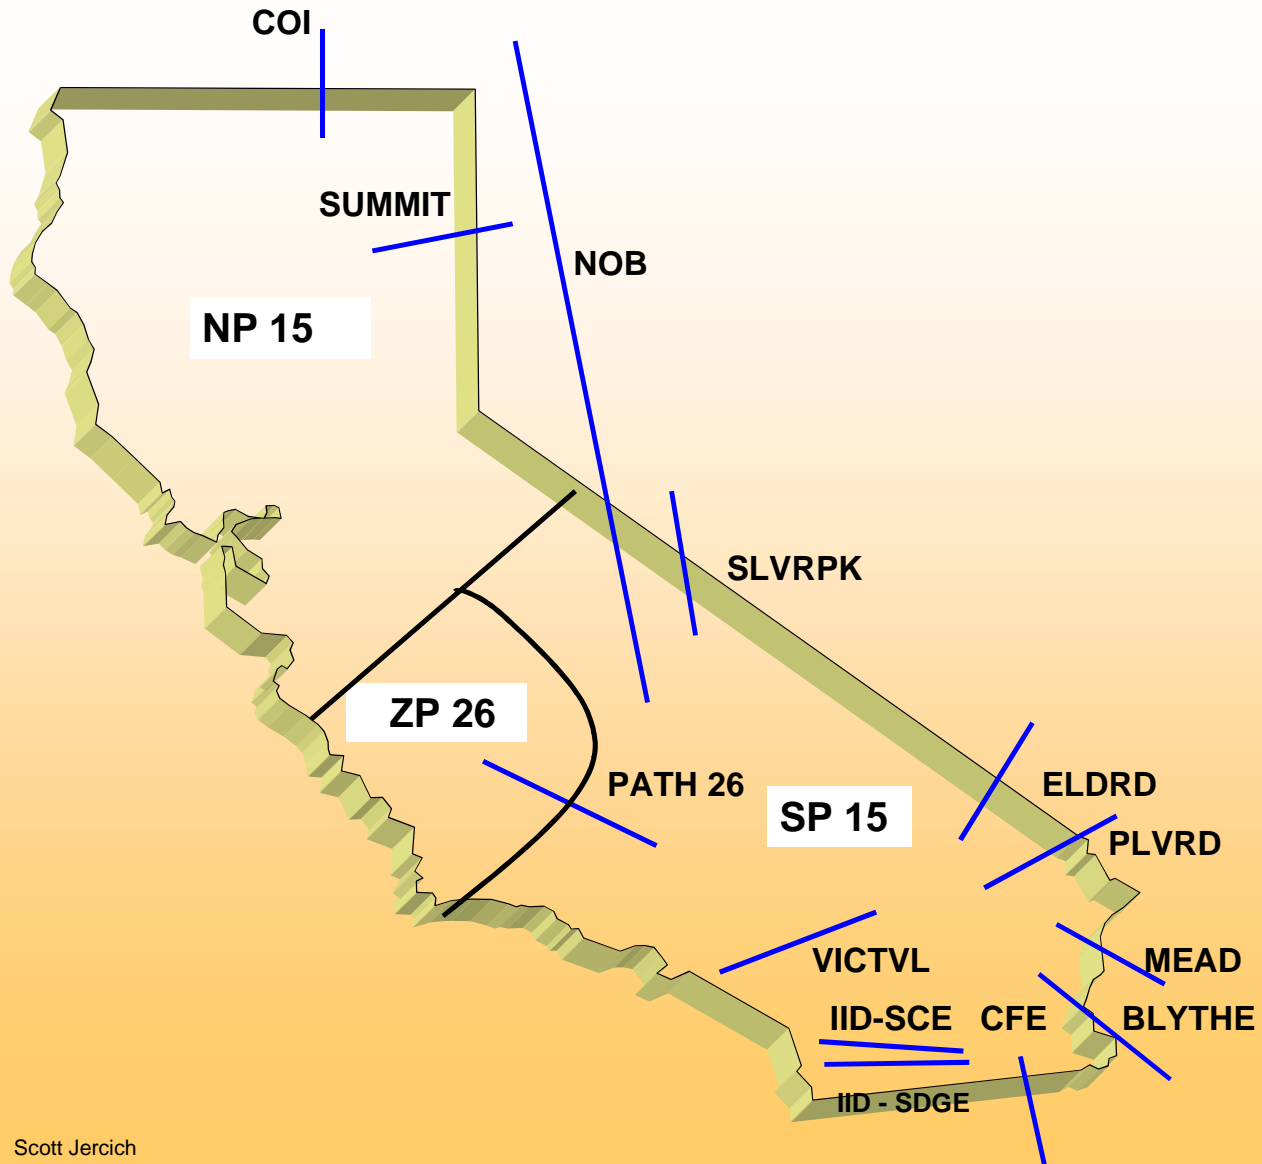 COI
SUMMIT
NOB
NP 15
SLVRPK
ZP 26
PATH 26
SP 15
ELDRD
PLVRD
VICTVL
MEAD
IID-SCE
CFE
BLYTHE
IID - SDGE
Scott Jercich